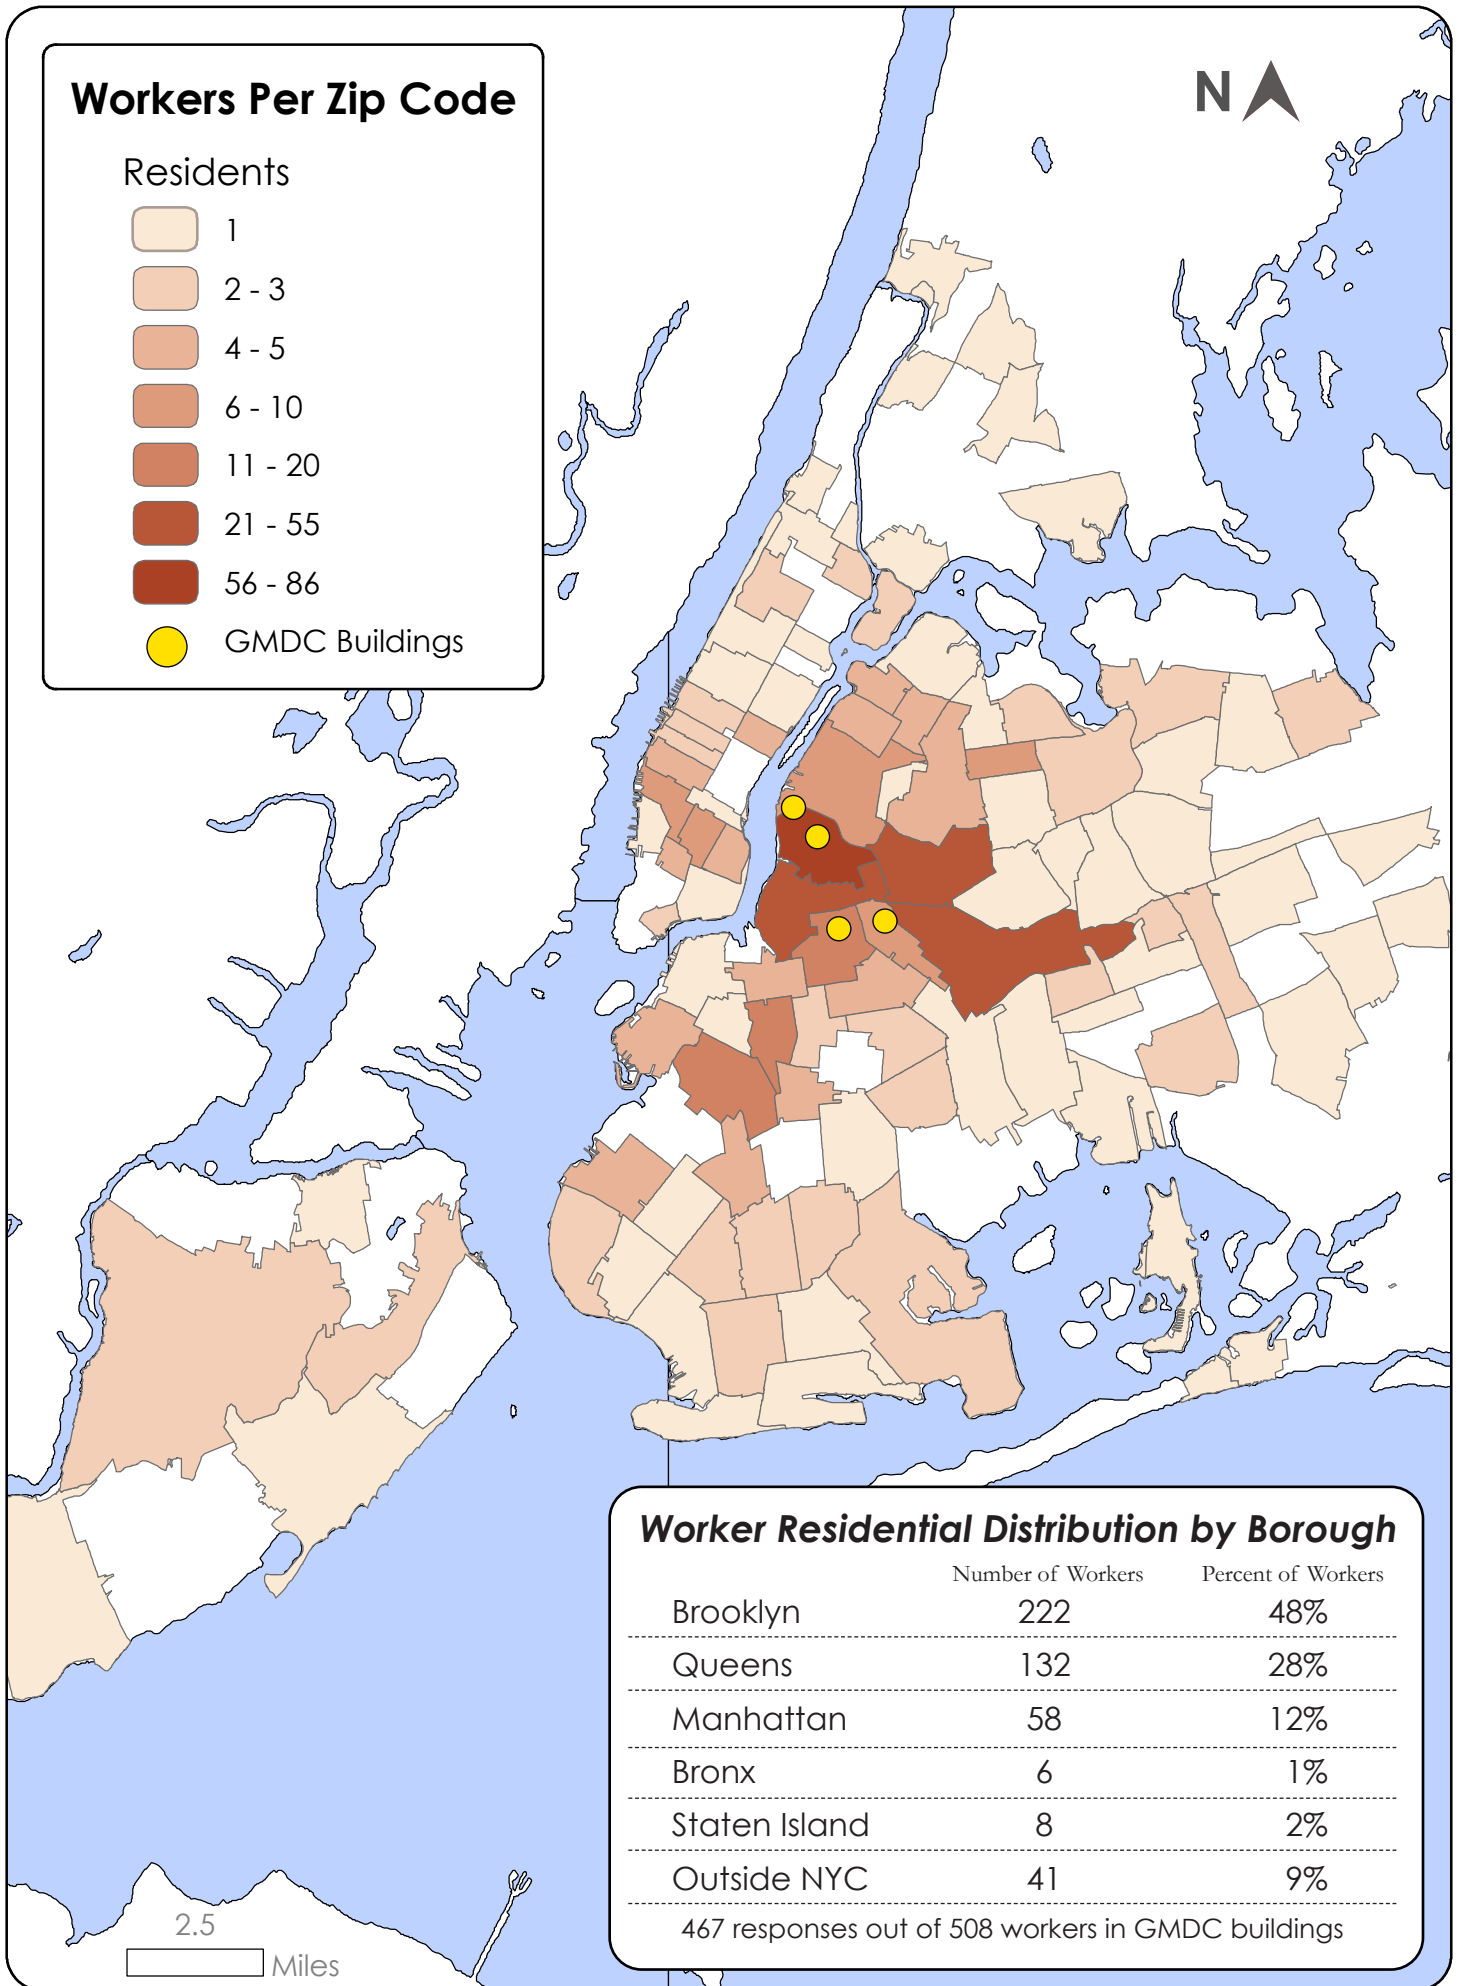 Workers Per Zip Code
Residents
1
2 - 3
4 - 5
6 - 10
11 - 20
21 - 55
56 - 86
GMDC Buildings
N
Worker Residential Distribution by Borough
Number of Workers Percent of Workers
Brooklyn 222 48%
Queens 132 28%
Manhattan 58 12%
Bronx 6 1%
Staten Island 8 2%
Outside NYC 41 9%
467 responses out of 508 workers in GMDC buildings
2.5
Miles